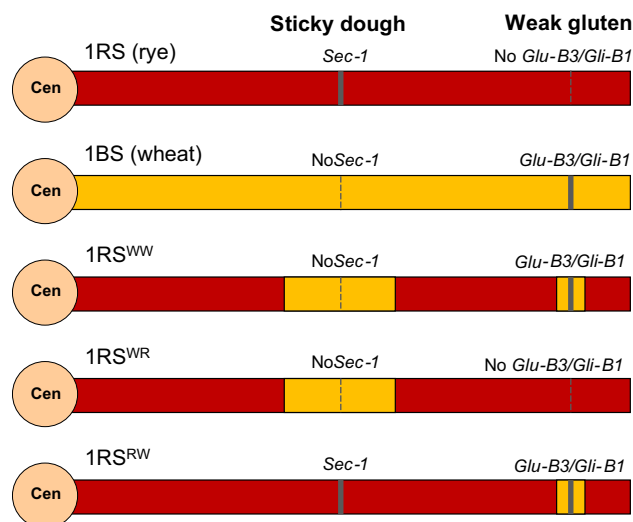 Sticky dough Weak gluten
1RS (rye) Sec-1 No Glu-B3/Gli-B1
Cen
1BS (wheat) NoSec-1 Glu-B3/Gli-B1
Cen
1RSWW NoSec-1 Glu-B3/Gli-B1
Cen
1RSWR NoSec-1 No Glu-B3/Gli-B1
Cen
1RSRW Sec-1 Glu-B3/Gli-B1
Cen